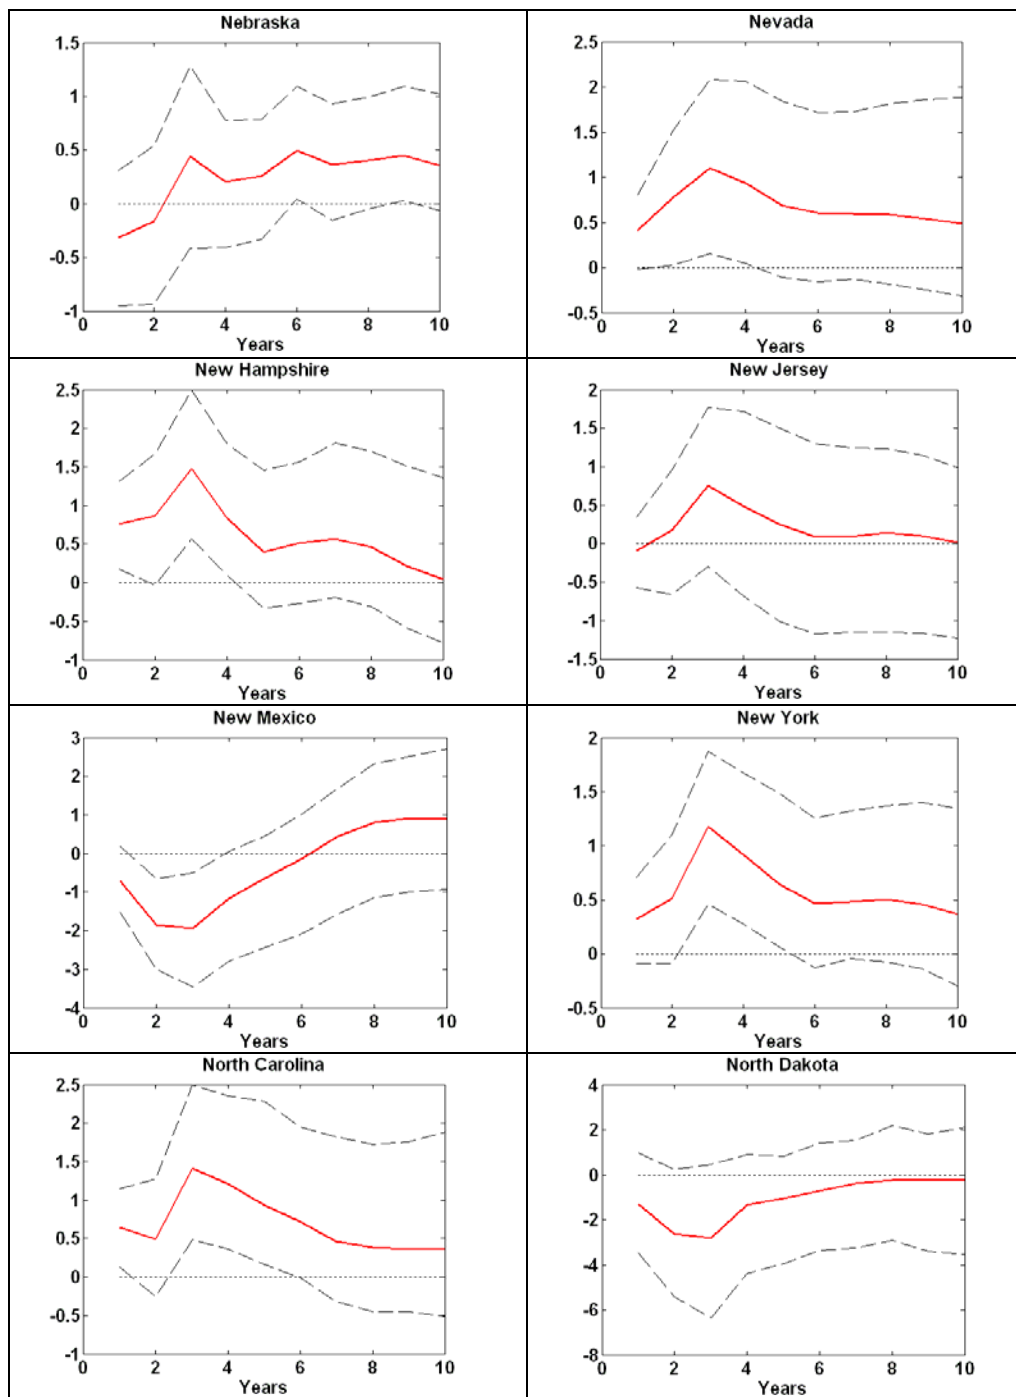 Nebraska
1.5
1
0.5
0
-0.5
-1
0 2 4 6 8 10
Years
Nevada
2.5
2
1.5
1
0.5
0
-0.5
0 2 4 6 8 10
Years
New Hampshire
2.5
2
1.5
1
0.5
0
-0.5
-1
0 2 4 6 8 10
Years
New Jersey
2
1.5
1
0.5
0
-0.5
-1
-1.5
0 2 4 6 8 10
Years
New Mexico
3
2
1
0
-1
-2
-3
-4
0 2 4 6 8 10
Years
New York
2
1.5
1
0.5
0
-0.5
0 2 4 6 8 10
Years
North Carolina
2.5
2
1.5
1
0.5
0
-0.5
-1
0 2 4 6 8 10
Years
North Dakota
4
2
0
-2
-4
-6
-8
0 2 4 6 8 10
Years